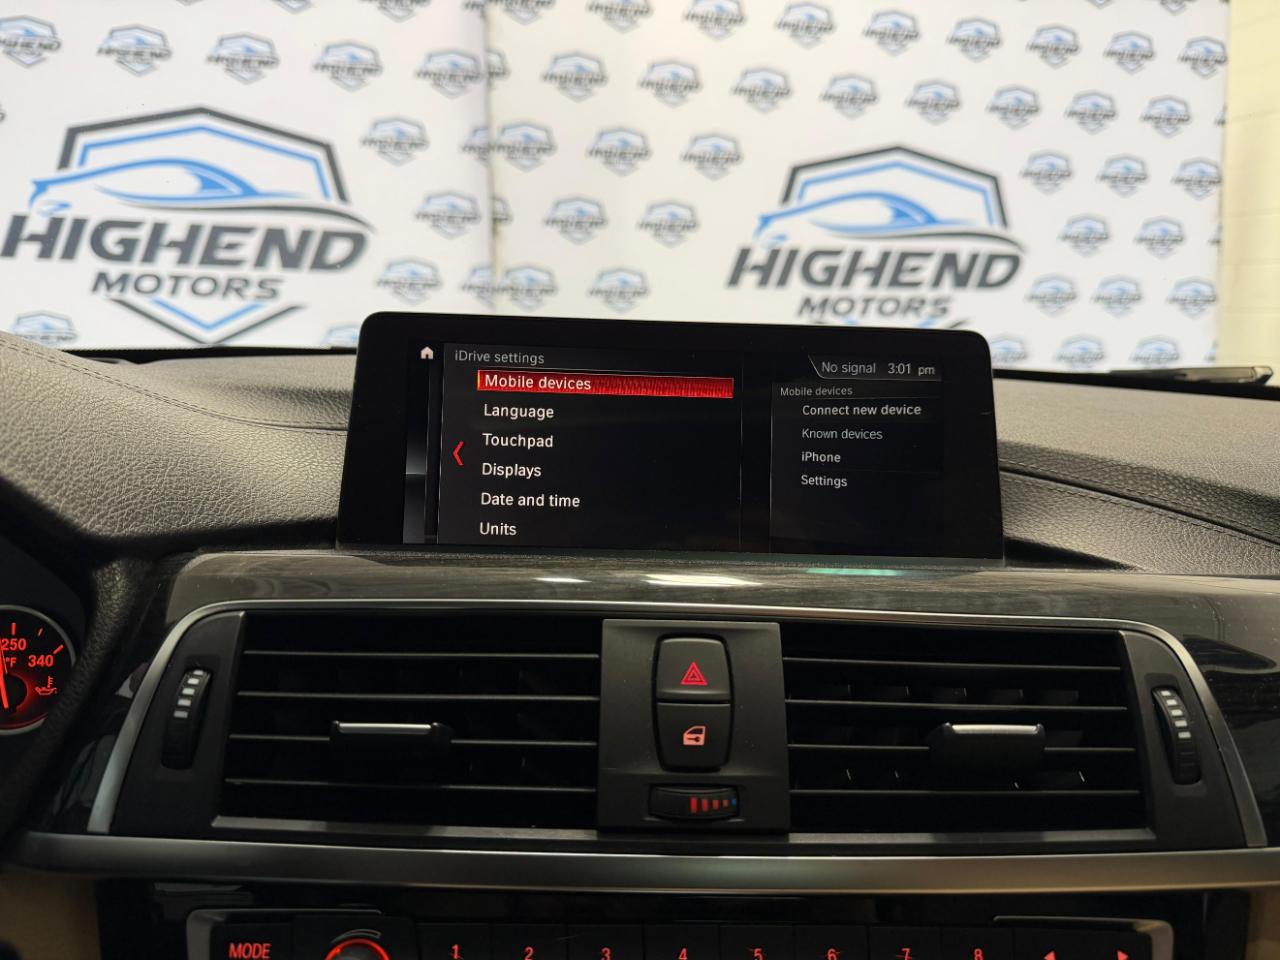 HIGHEND
MOTORS
HIGHEND
MOTORS
iDrive settings
Mobile devices
Language
Touchpad
Displays
Date and time
Units
No signal 3:01 pm
Mobile devices
Connect new device
Known devices
iPhone
Settings
250
°F 340
MODE
1 2 3 4 5 6 7 8